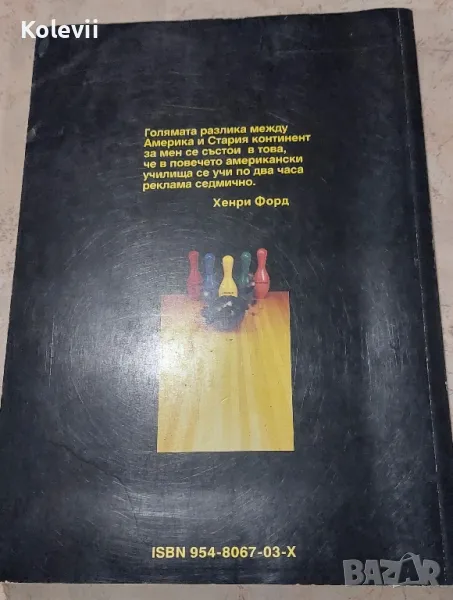 Kolevii
Голямата разлика между
Америка и Стария континент
за мен се състои в това,
че в повечето американски
училища се учи по два часа
реклама седмично.
Хенри Форд
ISBN 954-8067-03-X
BAZAR